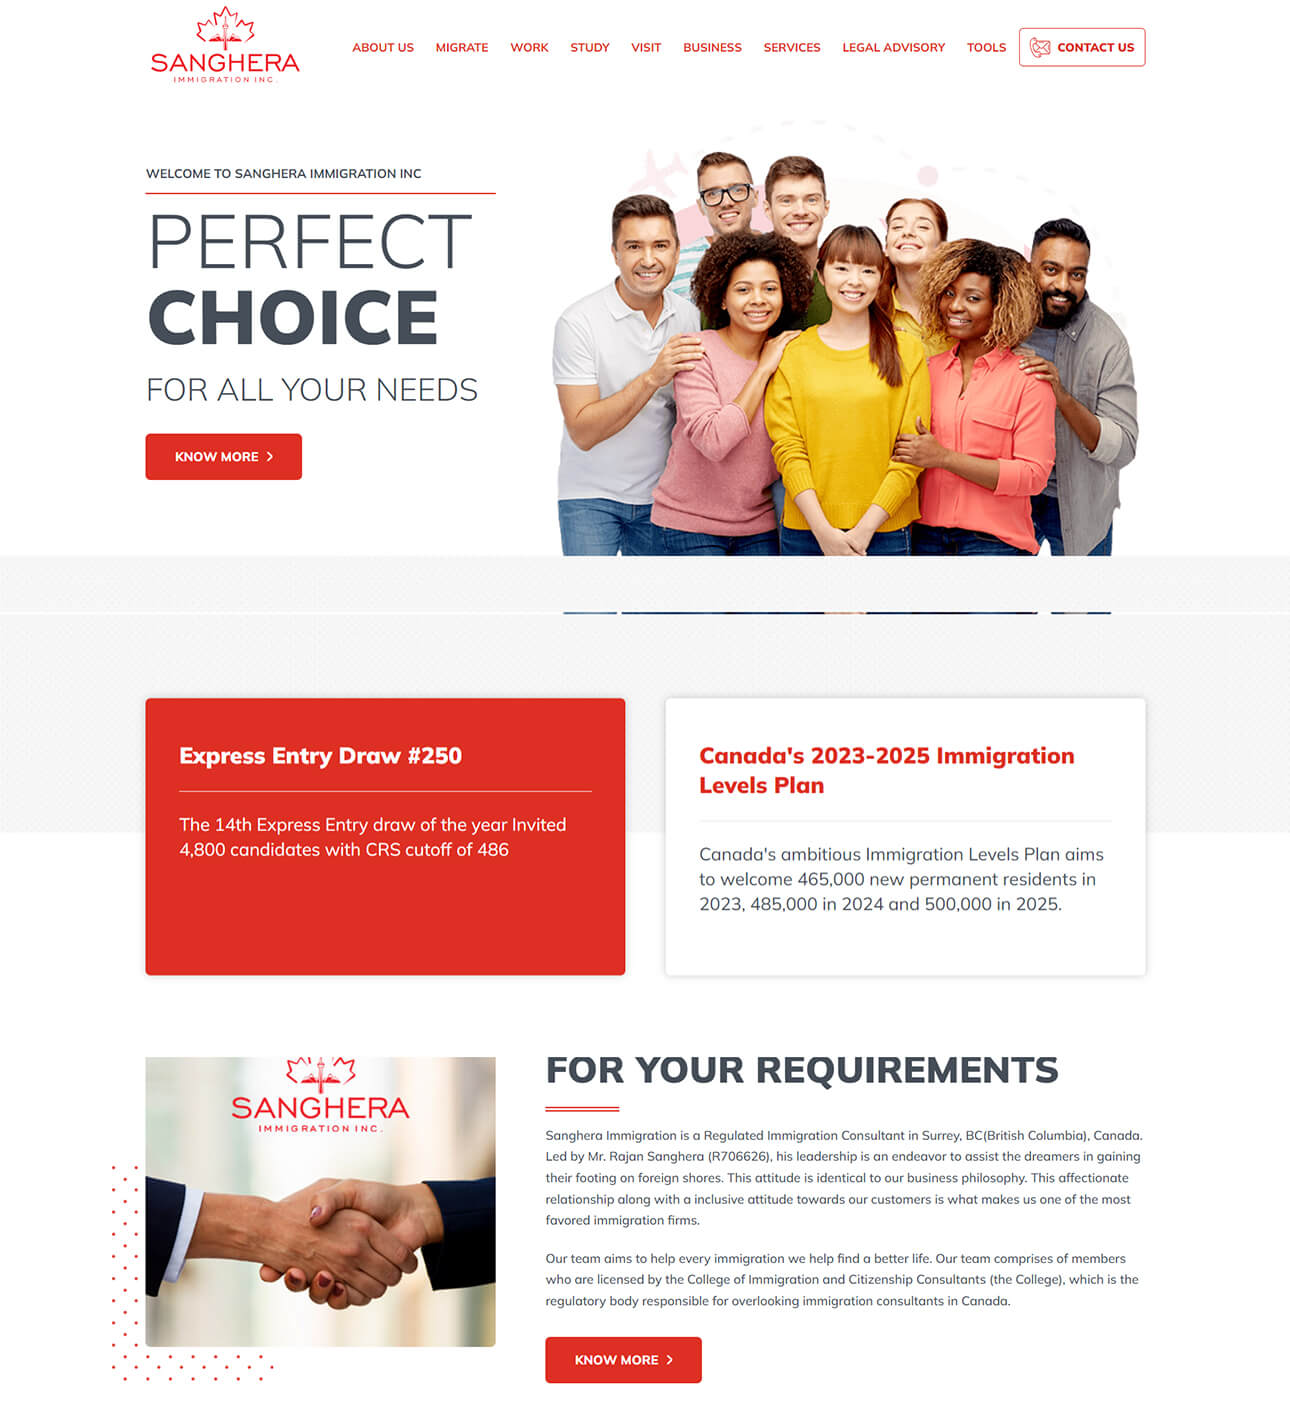 SANGHERA
IMMIGRATION INC.
ABOUT US MIGRATE WORK STUDY VISIT BUSINESS SERVICES LEGAL ADVISORY TOOLS CONTACT US
WELCOME TO SANGHERA IMMIGRATION INC
PERFECT
CHOICE
FOR ALL YOUR NEEDS
KNOW MORE
Express Entry Draw #250
The 14th Express Entry draw of the year Invited
4,800 candidates with CRS cutoff of 486
Canada's 2023-2025 Immigration
Levels Plan
Canada's ambitious Immigration Levels Plan aims
to welcome 465,000 new permanent residents in
2023, 485,000 in 2024 and 500,000 in 2025.
SANGHERA
IMMIGRATION INC.
FOR YOUR REQUIREMENTS
Sanghera Immigration is a Regulated Immigration Consultant in Surrey, BC(British Columbia), Canada.
Led by Mr. Rajan Sanghera (R706626), his leadership is an endeavor to assist the dreamers in gaining
their footing on foreign shores. This attitude is identical to our business philosophy. This affectionate
relationship along with a inclusive attitude towards our customers is what makes us one of the most
favored immigration firms.
Our team aims to help every immigration we help find a better life. Our team comprises of members
who are licensed by the College of Immigration and Citizenship Consultants (the College), which is the
regulatory body responsible for overlooking immigration consultants in Canada.
KNOW MORE